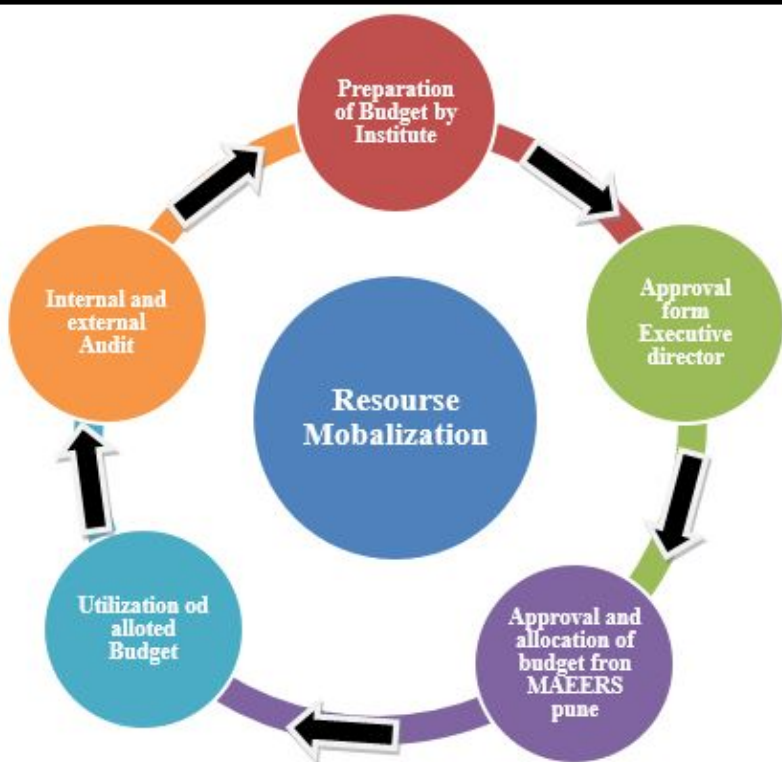 Preparation
of Budget by
Institute
Approval
form
Executive
director
Approval and
allocation of
budget fron
MAEERS
pune
Utilization od
alloted
Budget
Internal and
external
Audit
Resourse
Mobalization